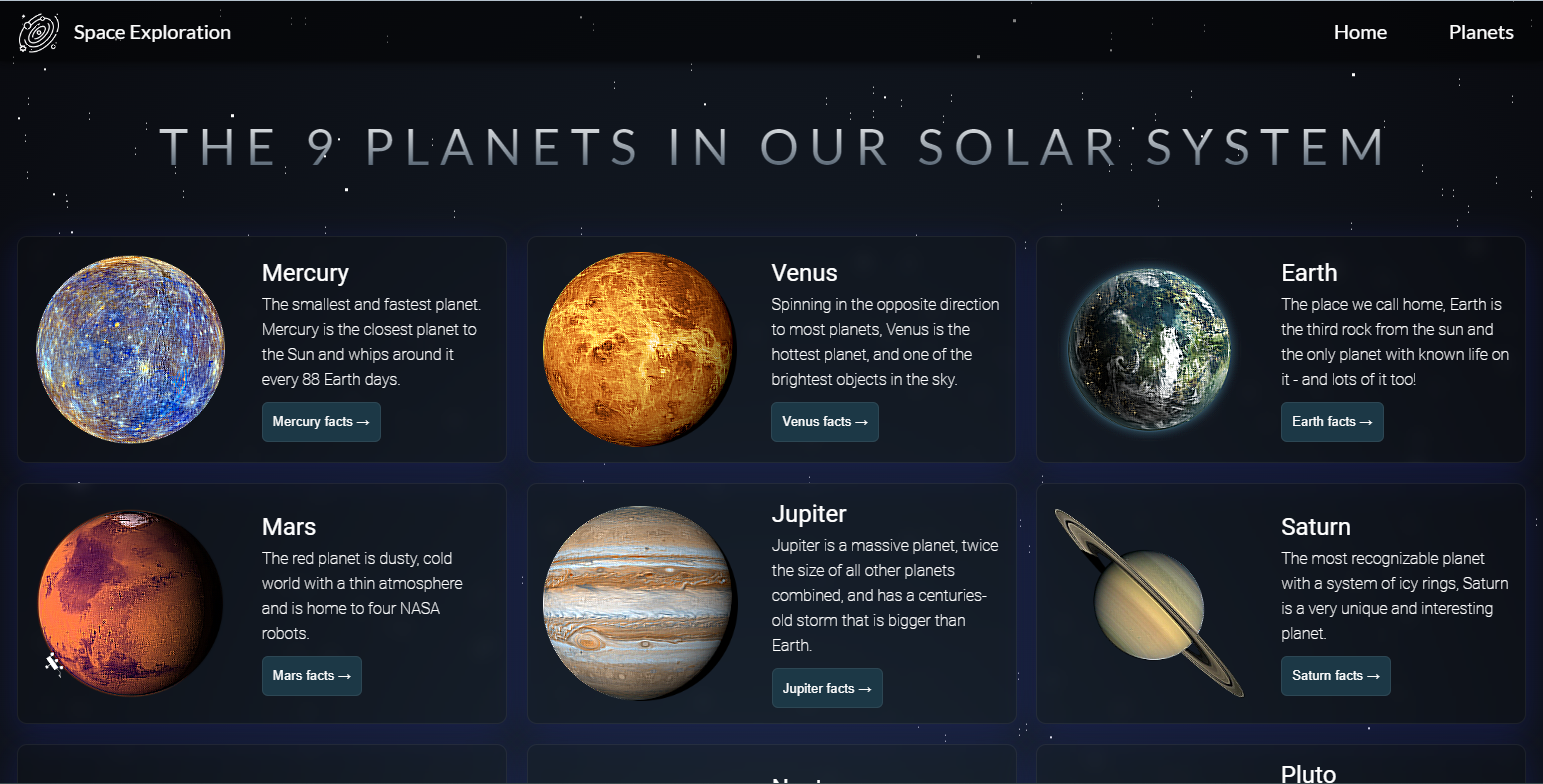 Space Exploration
Home
Planets
THE 9 PLANETS IN OUR SOLAR SYSTEM
Mercury
The smallest and fastest planet.
Mercury is the closest planet to
the Sun and whips around it
every 88 Earth days.
Mercury facts →
Venus
Spinning in the opposite direction
to most planets, Venus is the
hottest planet, and one of the
brightest objects in the sky.
Venus facts →
Earth
The place we call home, Earth is
the third rock from the sun and
the only planet with known life on
it - and lots of it too!
Earth facts →
Mars
The red planet is dusty, cold
world with a thin atmosphere
and is home to four NASA
robots.
Mars facts →
Jupiter
Jupiter is a massive planet, twice
the size of all other planets
combined, and has a centuries-
old storm that is bigger than
Earth.
Jupiter facts →
Saturn
The most recognizable planet
with a system of icy rings, Saturn
is a very unique and interesting
planet.
Saturn facts →
Pluto